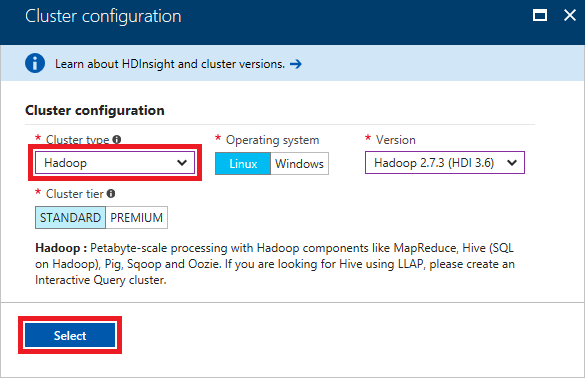 Cluster configuration
Learn about HDInsight and cluster versions. →
Cluster configuration
* Cluster type * Operating system * Version
Hadoop Linux Windows Hadoop 2.7.3 (HDI 3.6)
* Cluster tier
STANDARD PREMIUM
Hadoop : Petabyte-scale processing with Hadoop components like MapReduce, Hive (SQL
on Hadoop), Pig, Sqoop and Oozie. If you are looking for Hive using LLAP, please create an
Interactive Query cluster.
Select